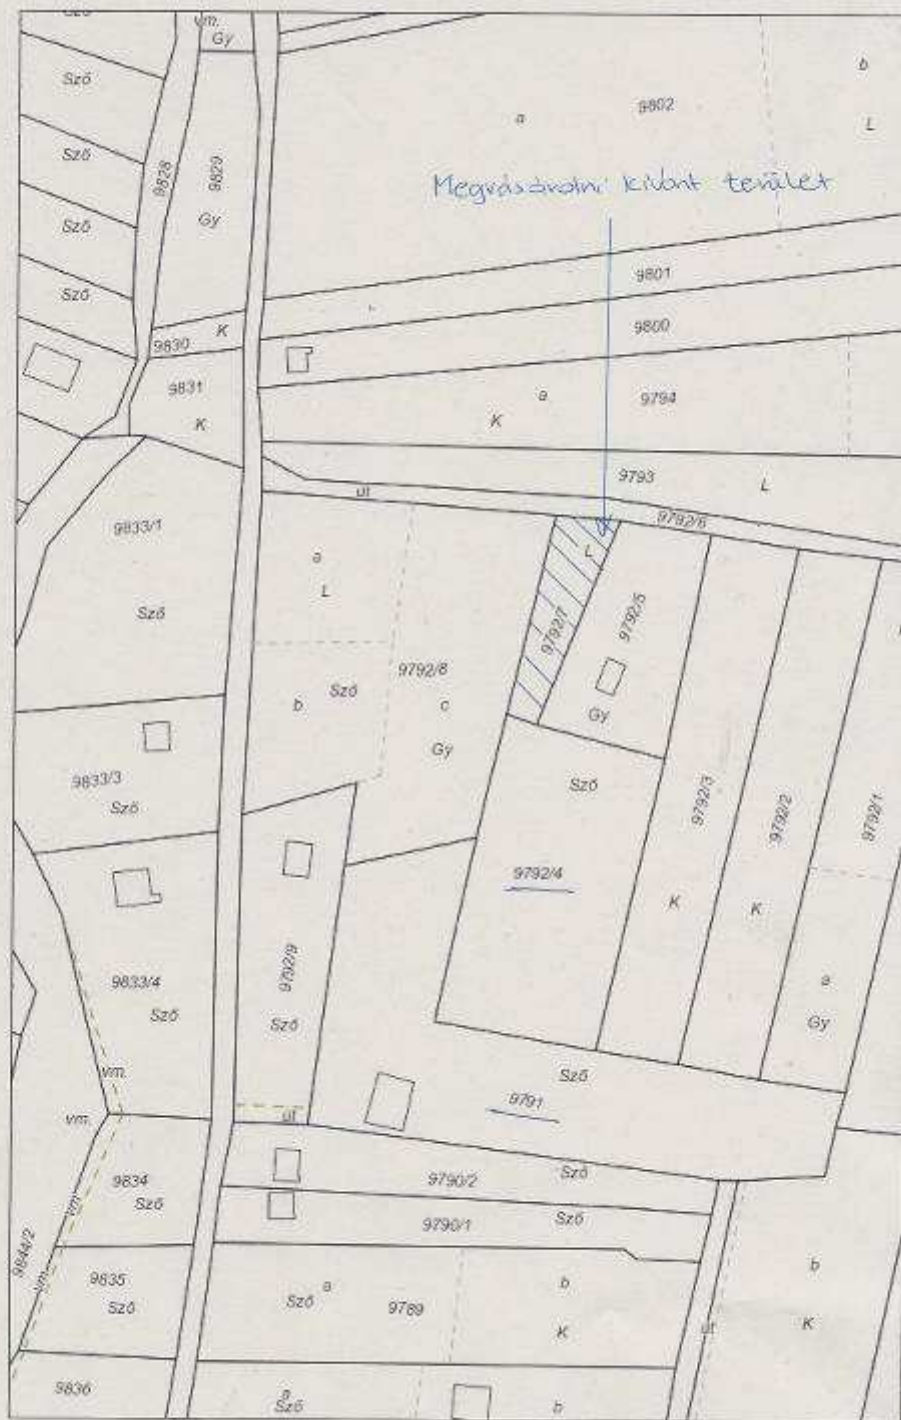 Sző
vm.
Gy
Sző
b
9802
a
L
Sző
9828
9829
Megvásárolni kívánt terület
Sző
Gy
9801
Sző
9800
K
9830
9831
a
9794
K
K
9793
L
út
9792/6
9833/1
a
L
L
9792/7
9792/5
Sző
9792/8
Sző
b
c
Gy
Gy
9833/3
Sző
Sző
9792/3
9792/2
9792/1
9792/4
K
K
9792/9
9833/4
a
Sző
Sző
Gy
vm.
Sző
9791
vm.
út
9834
9790/2
Sző
Sző
vm.
9790/1
Sző
9844/2
vm.
9835
Sző
a
Sző
9789
b
K
b
K
út
9836
a
Sző
b